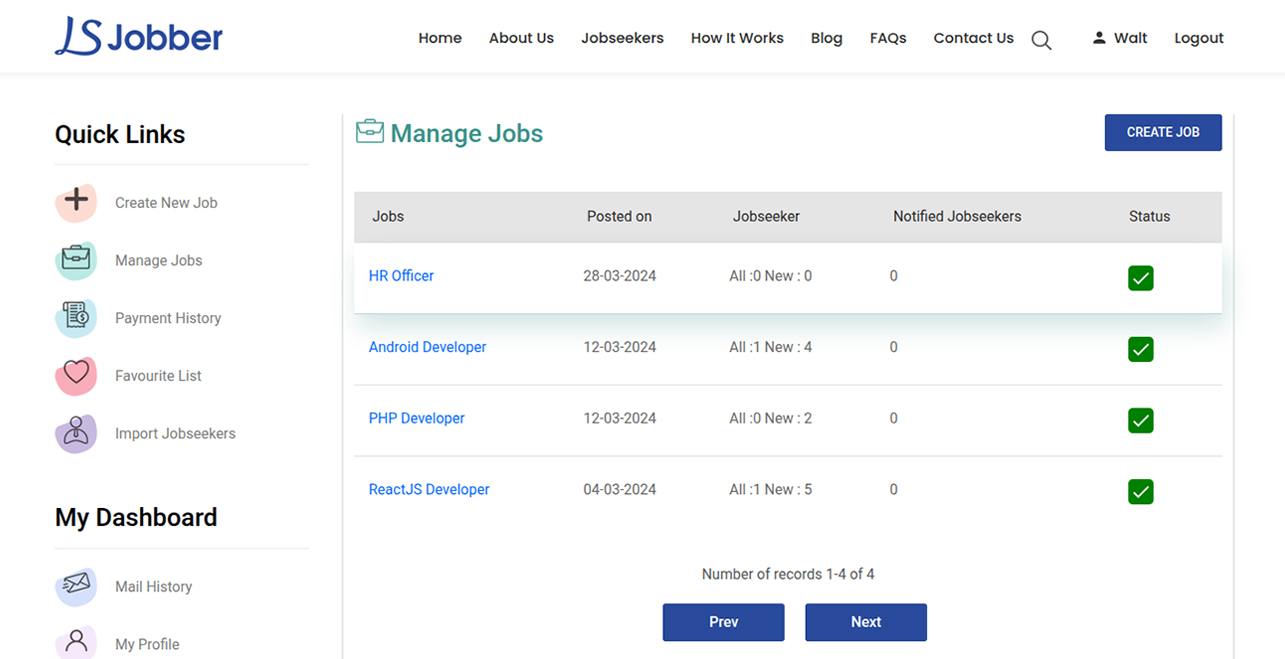 LS Jobber
Home About Us Jobseekers How It Works Blog FAQs Contact Us Walt Logout
Quick Links
Create New Job
Manage Jobs
Payment History
Favourite List
Import Jobseekers
My Dashboard
Mail History
My Profile
Manage Jobs
CREATE JOB
Jobs Posted on Jobseeker Notified Jobseekers Status
HR Officer 28-03-2024 All :0 New : 0 0
Android Developer 12-03-2024 All :1 New : 4 0
PHP Developer 12-03-2024 All :0 New : 2 0
ReactJS Developer 04-03-2024 All :1 New : 5 0
Number of records 1-4 of 4
Prev Next